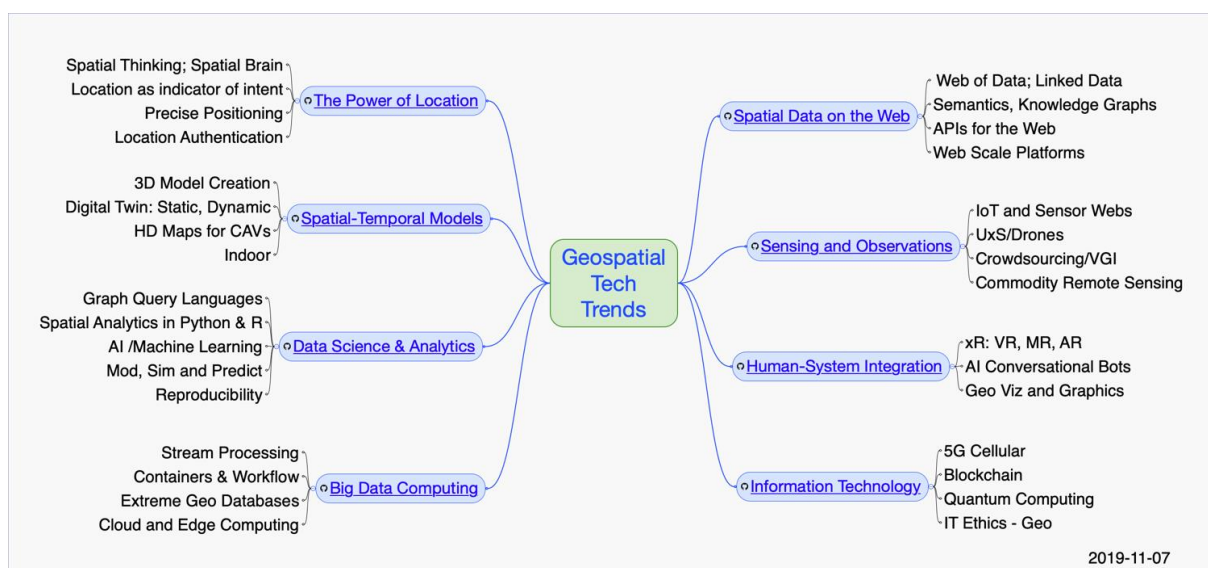 Spatial Thinking; Spatial Brain
Location as indicator of intent
Precise Positioning
Location Authentication
The Power of Location
3D Model Creation
Digital Twin: Static, Dynamic
HD Maps for CAVs
Indoor
Spatial-Temporal Models
Graph Query Languages
Spatial Analytics in Python & R
AI /Machine Learning
Mod, Sim and Predict
Reproducibility
Data Science & Analytics
Stream Processing
Containers & Workflow
Extreme Geo Databases
Cloud and Edge Computing
Big Data Computing
Geospatial
Tech
Trends
Spatial Data on the Web
Web of Data; Linked Data
Semantics, Knowledge Graphs
APIs for the Web
Web Scale Platforms
Sensing and Observations
IoT and Sensor Webs
UxS/Drones
Crowdsourcing/VGI
Commodity Remote Sensing
Human-System Integration
xR: VR, MR, AR
AI Conversational Bots
Geo Viz and Graphics
Information Technology
5G Cellular
Blockchain
Quantum Computing
IT Ethics - Geo
2019-11-07